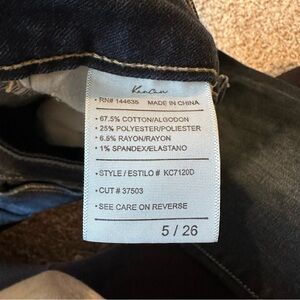 KanCan
• RN# 144635 MADE IN CHINA
• 67.5% COTTON/ALGODON
• 25% POLYESTER/POLIESTER
• 6.5% RAYON/RAYON
• 1% SPANDEX/ELASTANO
• STYLE / ESTILO # KC7120D
• CUT # 37503
• SEE CARE ON REVERSE
5 / 26